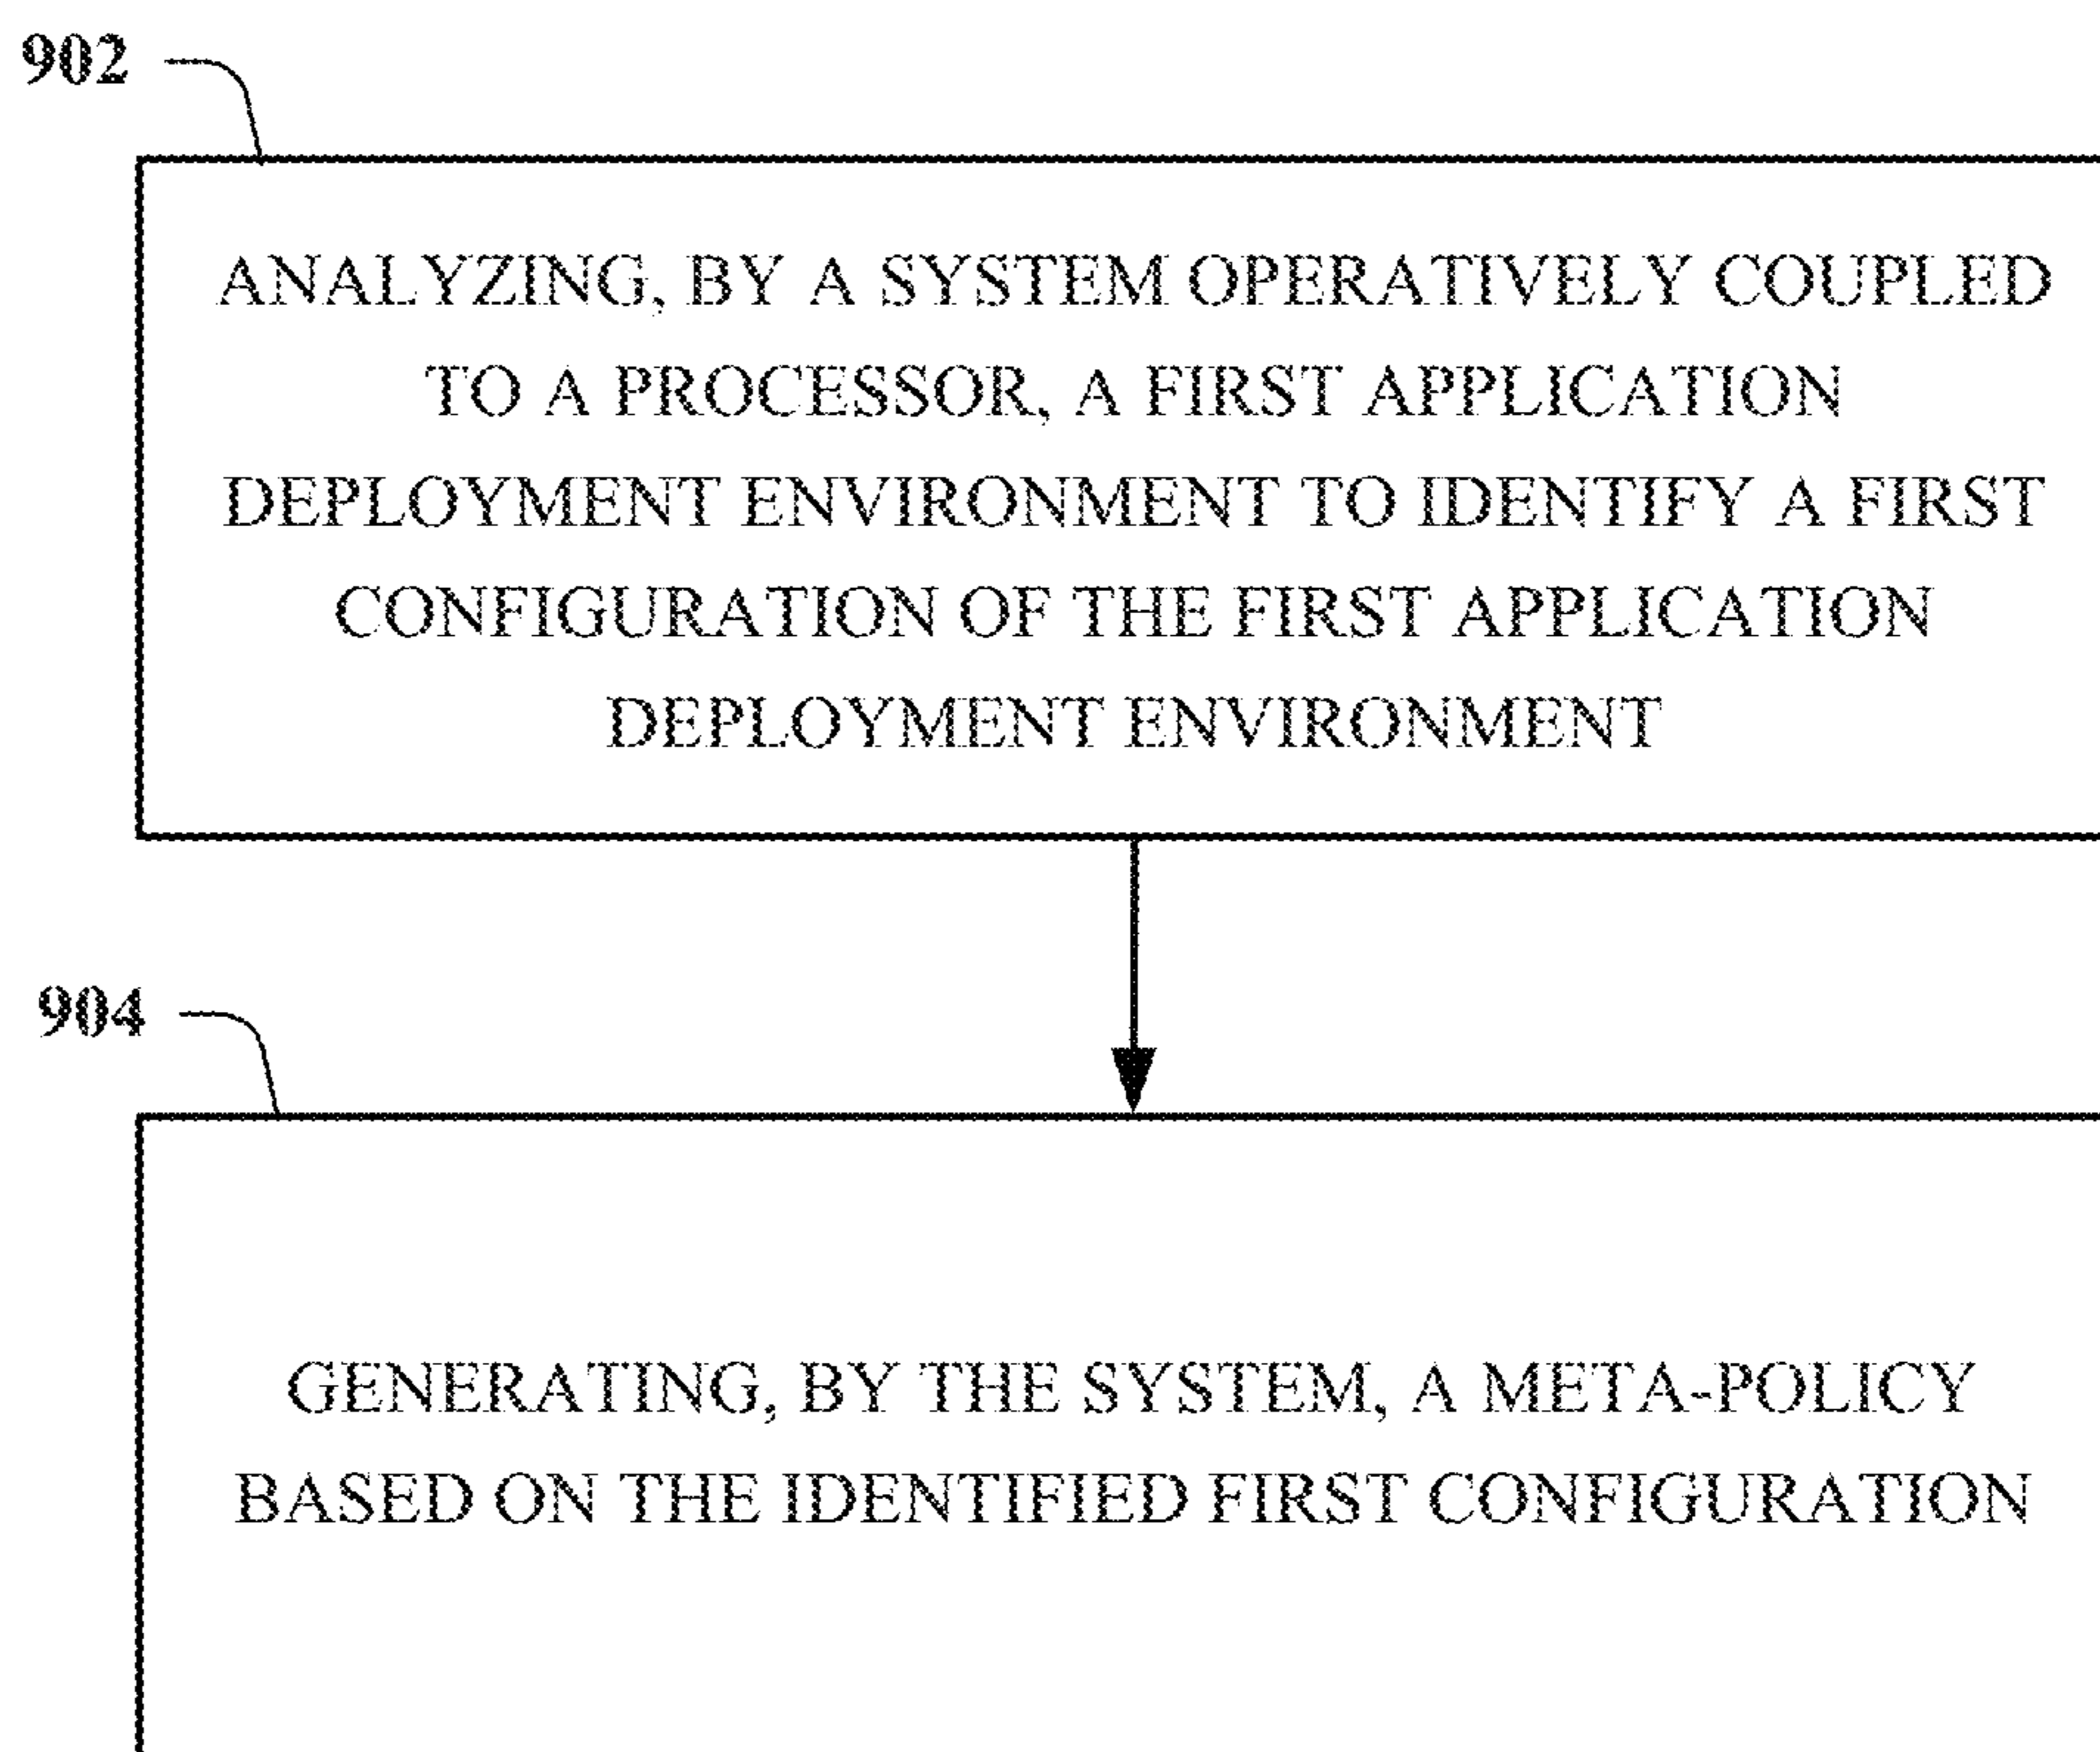 902
ANALYZING, BY A SYSTEM OPERATIVELY COUPLED
TO A PROCESSOR, A FIRST APPLICATION
DEPLOYMENT ENVIRONMENT TO IDENTIFY A FIRST
CONFIGURATION OF THE FIRST APPLICATION
DEPLOYMENT ENVIRONMENT
904
GENERATING, BY THE SYSTEM, A META-POLICY
BASED ON THE IDENTIFIED FIRST CONFIGURATION